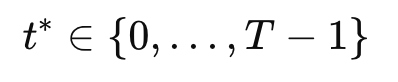 t* ∈ {0, . . . , T − 1}